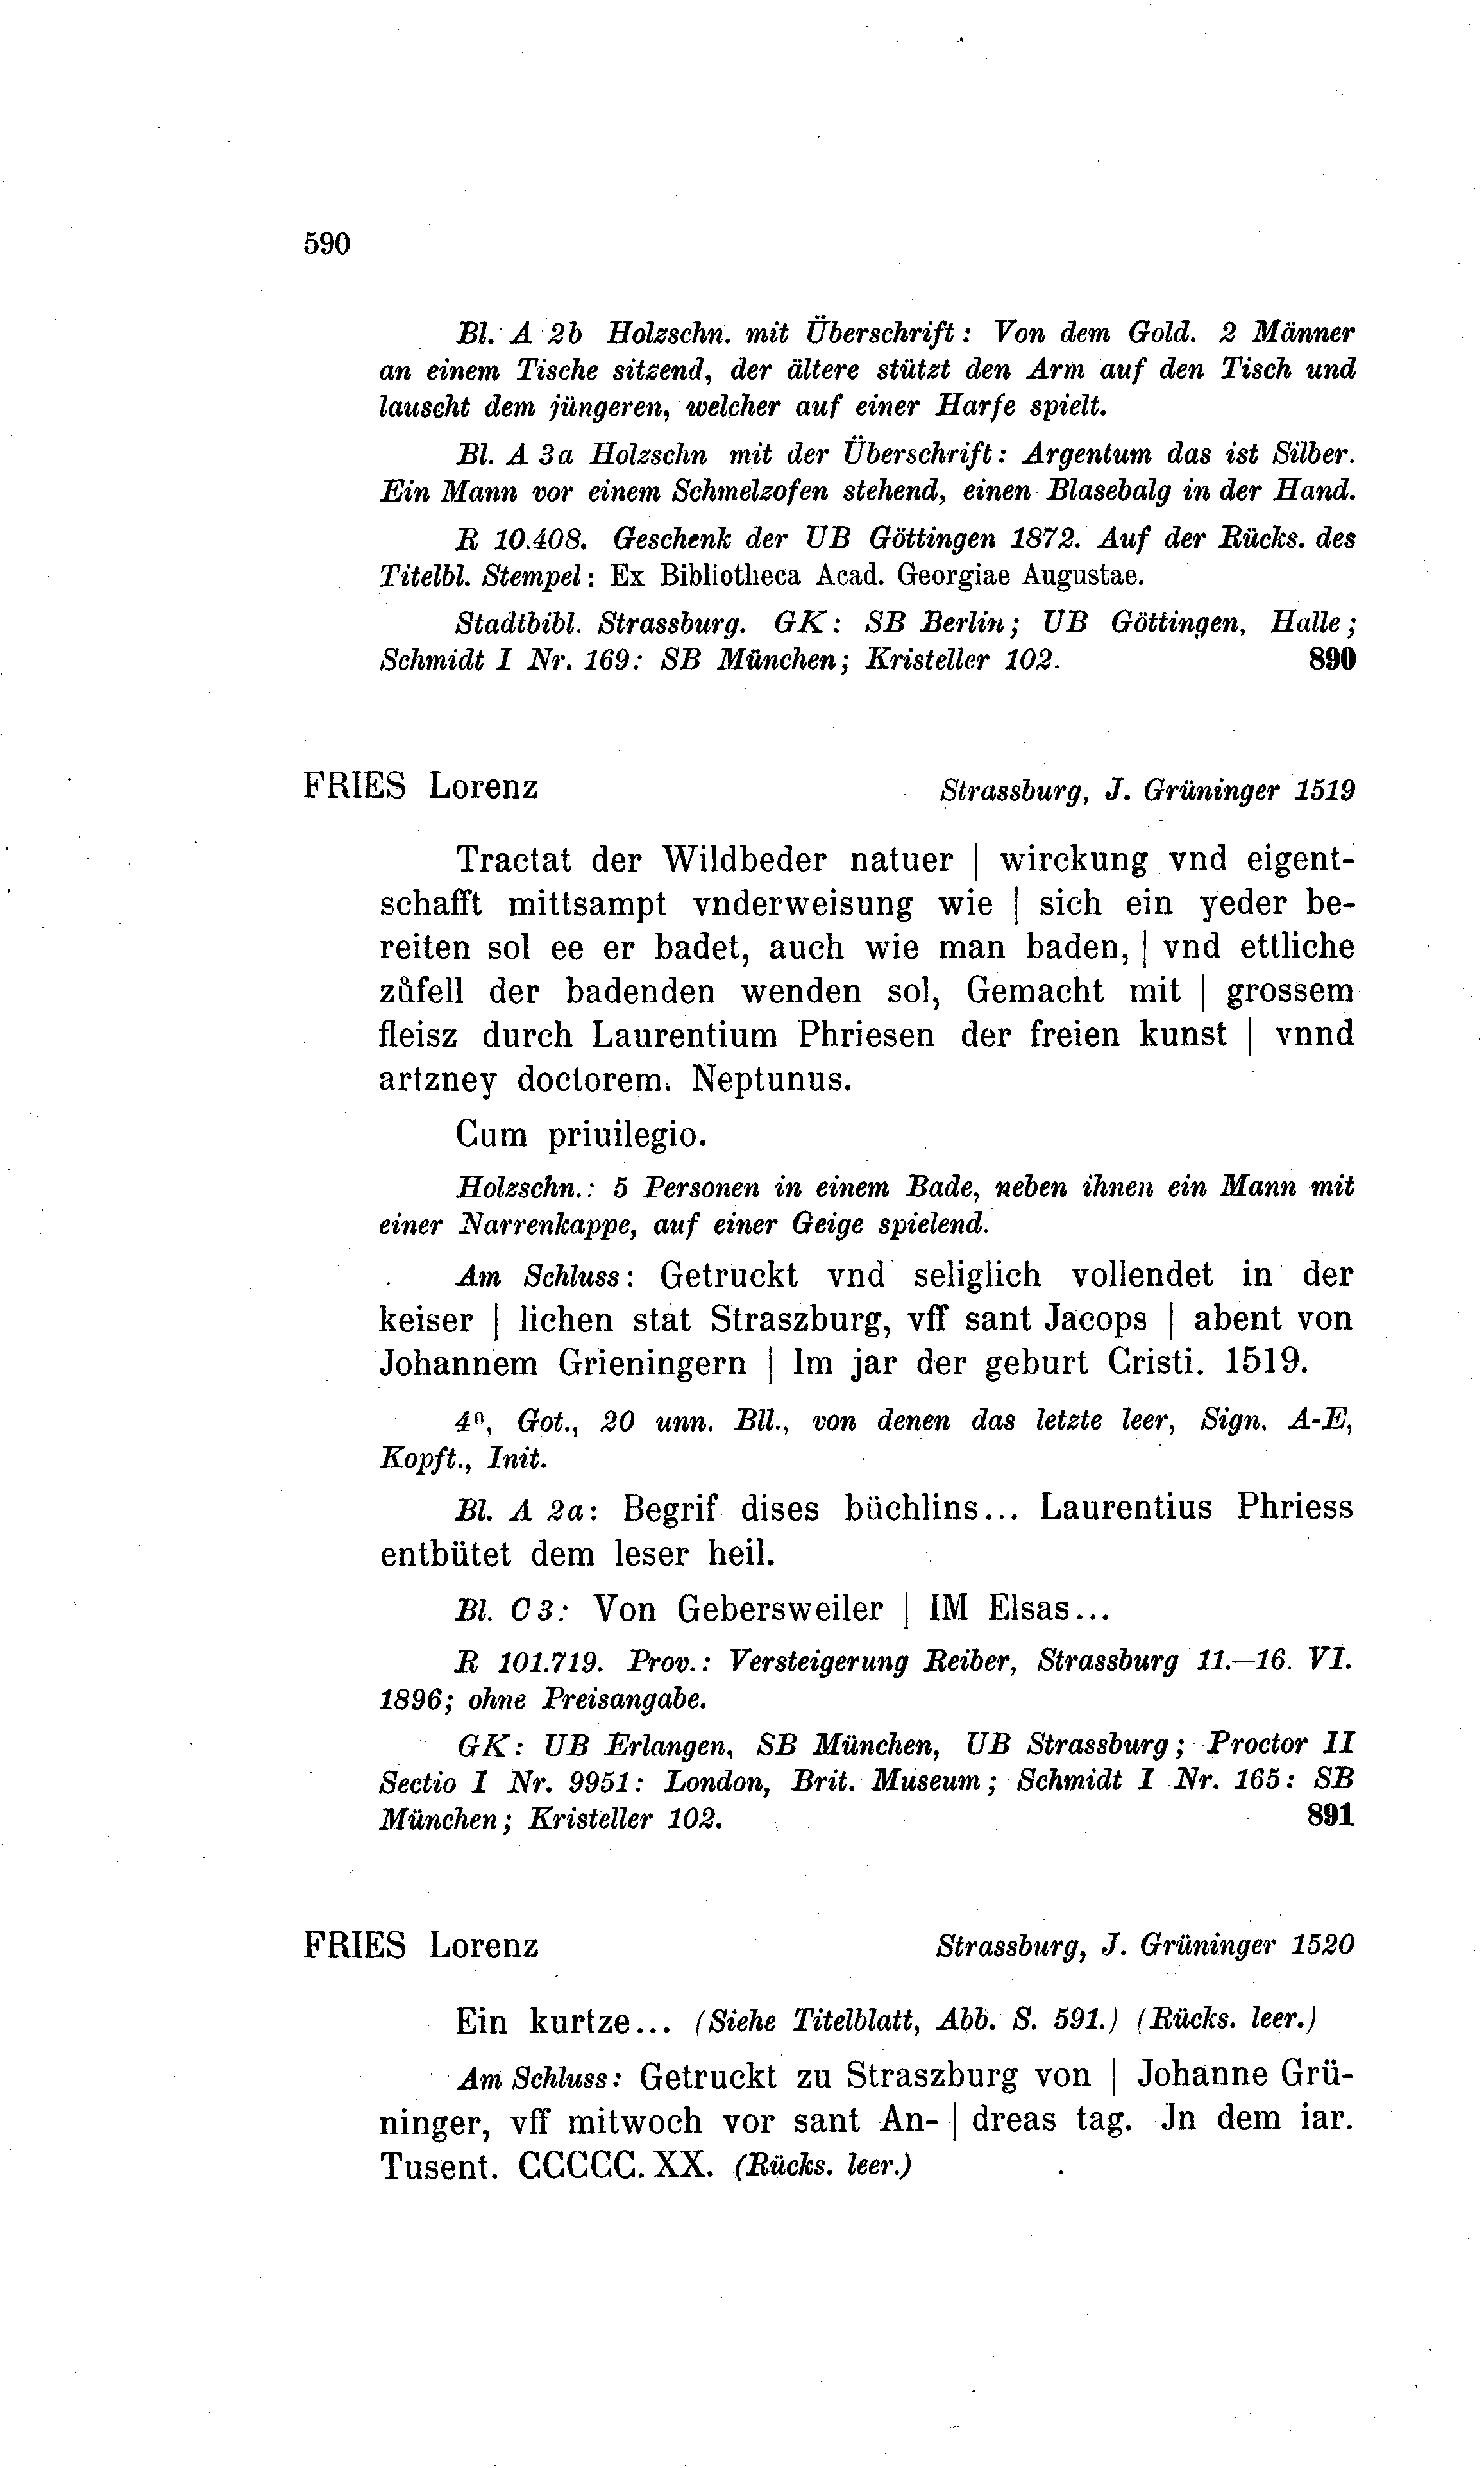 590
Bl. A 2b Holzschn. mit Überschrift: Von dem Gold. 2 Männer
an einem Tische sitzend, der ältere stützt den Arm auf den Tisch und
lauscht dem jüngeren, welcher auf einer Harfe spielt.
Bl. A 3a Holzschn mit der Überschrift: Argentum das ist Silber.
Ein Mann vor einem Schmelzofen stehend, einen Blasebalg in der Hand.
R 10.408. Geschenk der UB Göttingen 1872. Auf der Rücks. des
Titelbl. Stempel: Ex Bibliotheca Acad. Georgiae Augustae.
Stadtbibl. Strassburg. GK: SB Berlin; UB Göttingen, Halle;
Schmidt I Nr. 169: SB München; Kristeller 102. 890
FRIES Lorenz Strassburg, J. Grüninger 1519
Tractat der Wildbeder natuer | wirckung vnd eigent-
schafft mittsampt vnderweisung wie | sich ein yeder be-
reiten sol ee er badet, auch wie man baden, | vnd ettliche
zůfell der badenden wenden sol, Gemacht mit | grossem
fleisz durch Laurentium Phriesen der freien kunst | vnnd
artzney doctorem. Neptunus.
Cum priuilegio.
Holzschn.: 5 Personen in einem Bade, neben ihnen ein Mann mit
einer Narrenkappe, auf einer Geige spielend.
Am Schluss: Getruckt vnd seliglich vollendet in der
keiser | lichen stat Straszburg, vff sant Jacops | abent von
Johannem Grieningern | Im jar der geburt Cristi. 1519.
4⁰, Got., 20 unn. Bll., von denen das letzte leer, Sign. A-E,
Kopft., Init.
Bl. A 2a: Begrif dises büchlins... Laurentius Phriess
entbütet dem leser heil.
Bl. C 3: Von Gebersweiler | IM Elsas...
R 101.719. Prov.: Versteigerung Reiber, Strassburg 11.—16. VI.
1896; ohne Preisangabe.
GK: UB Erlangen, SB München, UB Strassburg; Proctor II
Sectio I Nr. 9951: London, Brit. Museum; Schmidt I Nr. 165: SB
München; Kristeller 102. 891
FRIES Lorenz Strassburg, J. Grüninger 1520
Ein kurtze... (Siehe Titelblatt, Abb. S. 591.) (Rücks. leer.)
Am Schluss: Getruckt zu Straszburg von | Johanne Grü-
ninger, vff mitwoch vor sant An- | dreas tag. Jn dem iar.
Tusent. CCCCC. XX. (Rücks. leer.)